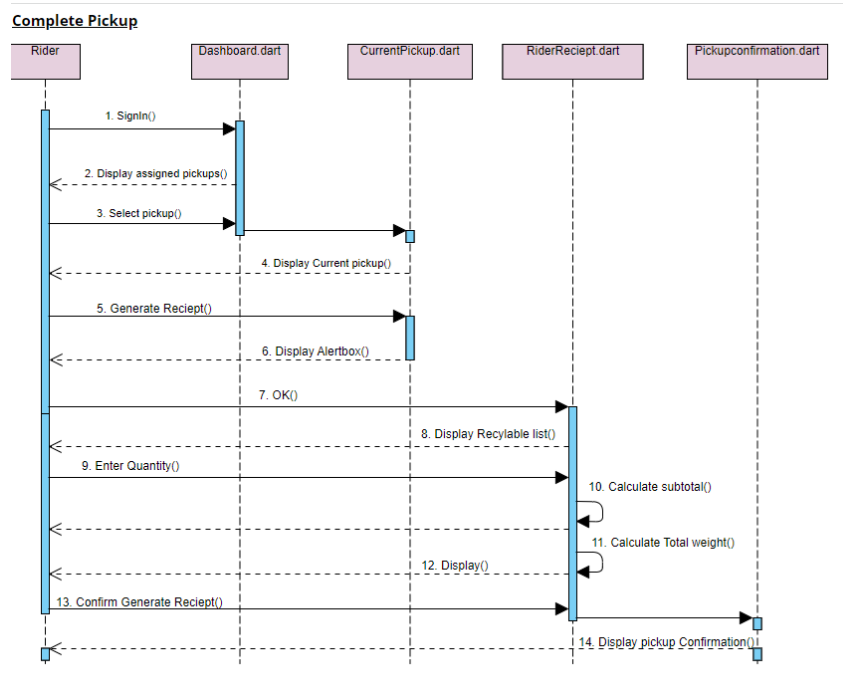 Complete Pickup
Rider
Dashboard.dart
CurrentPickup.dart
RiderReciept.dart
Pickupconfirmation.dart
1. SignIn()
2. Display assigned pickups()
3. Select pickup()
4. Display Current pickup()
5. Generate Reciept()
6. Display Alertbox()
7. OK()
8. Display Recylable list()
9. Enter Quantity()
10. Calculate subtotal()
11. Calculate Total weight()
12. Display()
13. Confirm Generate Reciept()
14. Display pickup Confirmation()